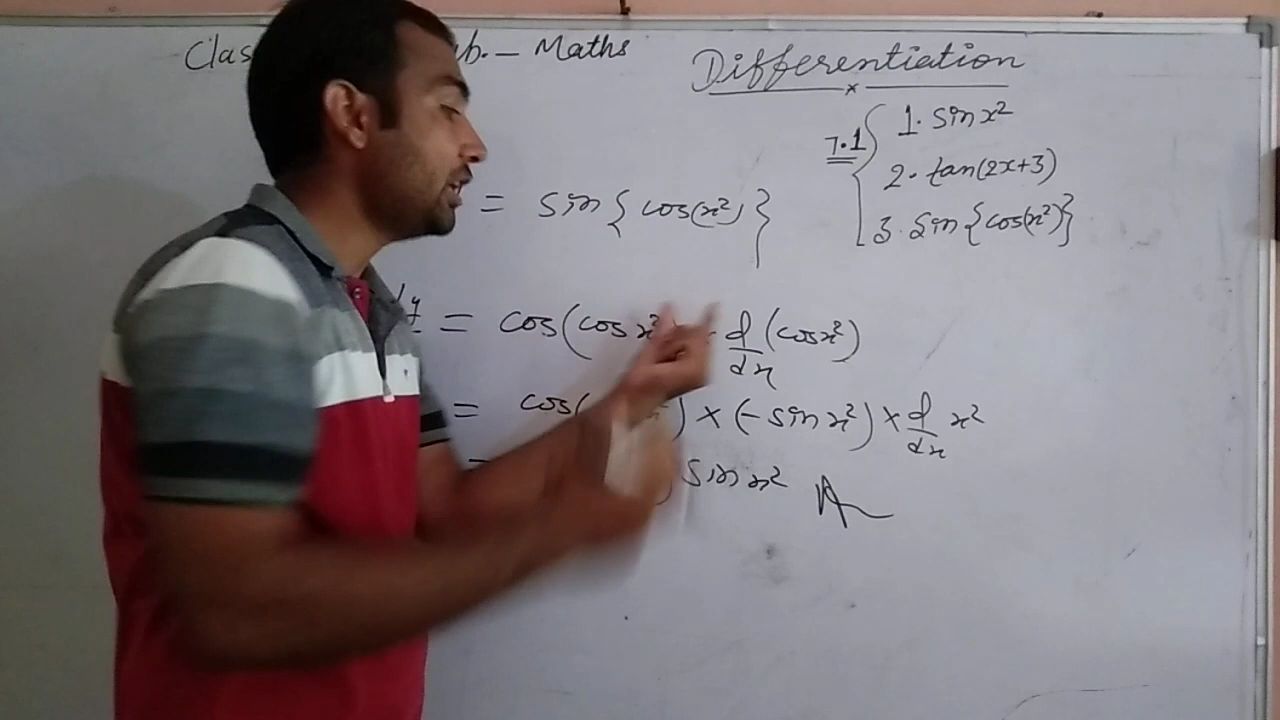 Clas ub. – Maths
Differentiation
7.1 { 1. sin x²
2. tan(2x+3)
3. Sin{cos(x²)}
= sin{cos(x²)}
= cos(cos x² · d/dx (cos x²)
= cos( ) × (-sin x²) × d/dx x²
sin x²